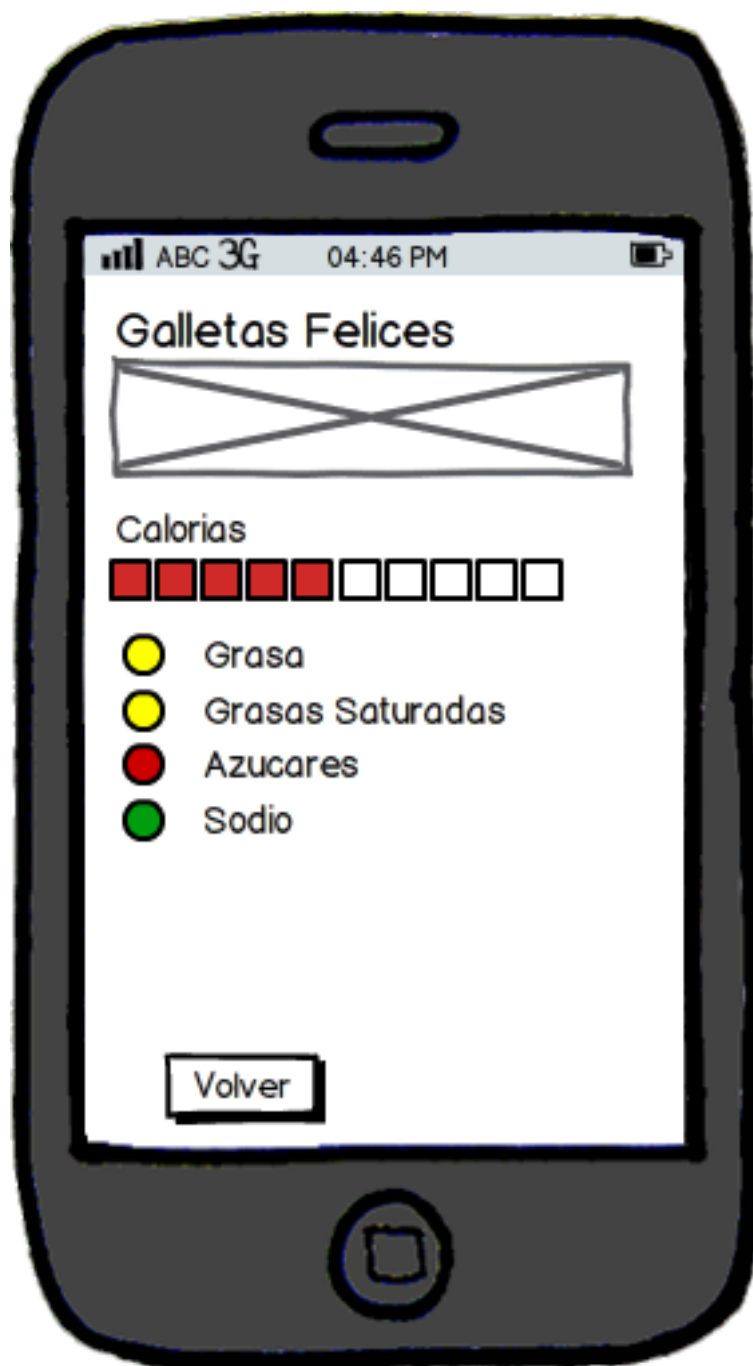 ABC 3G 04:46 PM
Galletas Felices
Calorias
Grasa
Grasas Saturadas
Azucares
Sodio
Volver